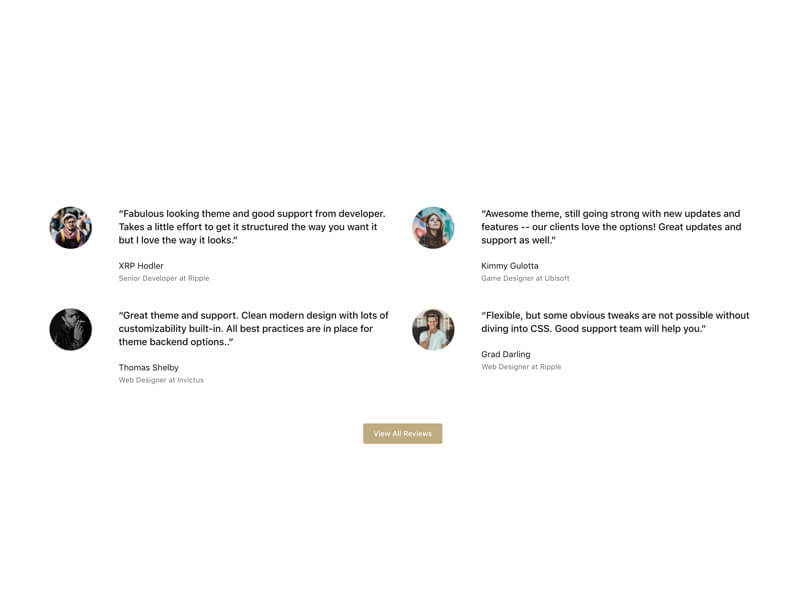 “Fabulous looking theme and good support from developer.
Takes a little effort to get it structured the way you want it
but I love the way it looks.”
XRP Hodler
Senior Developer at Ripple
“Awesome theme, still going strong with new updates and
features -- our clients love the options! Great updates and
support as well.”
Kimmy Gulotta
Game Designer at Ubisoft
“Great theme and support. Clean modern design with lots of
customizability built-in. All best practices are in place for
theme backend options..”
Thomas Shelby
Web Designer at Invictus
“Flexible, but some obvious tweaks are not possible without
diving into CSS. Good support team will help you.”
Grad Darling
Web Designer at Ripple
View All Reviews